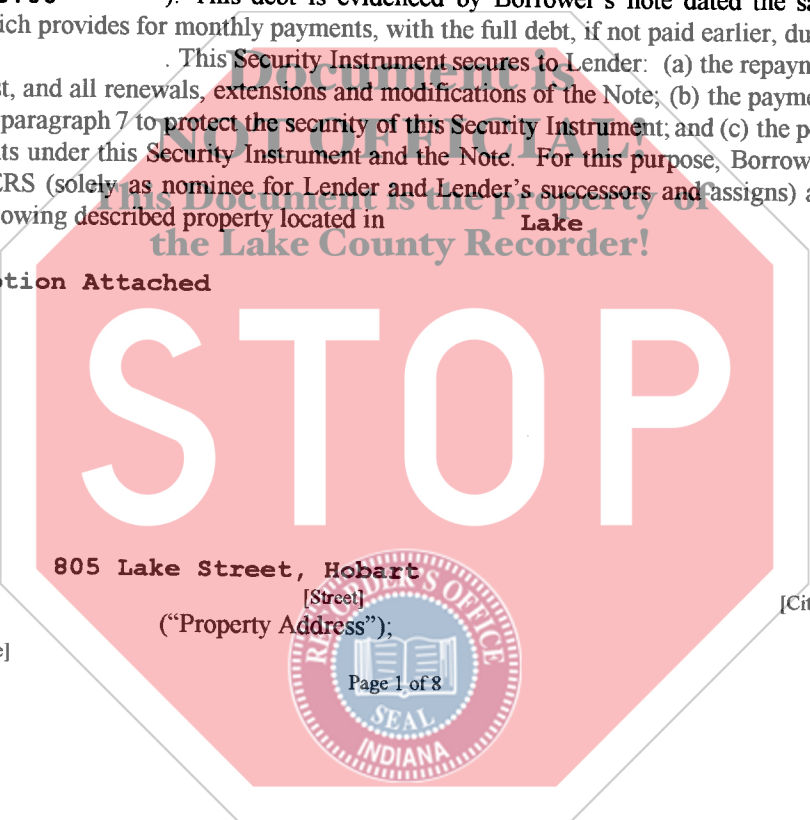 ). This debt is evidenced by Borrower's note dated the sa
ich provides for monthly payments, with the full debt, if not paid earlier, du
. This Security Instrument secures to Lender: (a) the repaym
Document is
st, and all renewals, extensions and modifications of the Note; (b) the payme
paragraph 7 to protect the security of this Security Instrument; and (c) the p
NOT OFFICIAL!
ts under this Security Instrument and the Note. For this purpose, Borrow
ERS (solely as nominee for Lender and Lender's successors and assigns) a
This Document is the property of
owing described property located in Lake
the Lake County Recorder!
tion Attached
STOP
805 Lake Street, Hobart
[Street]
[Cit
("Property Address");
e]
RECORDER'S OFFICE
Page 1 of 8
SEAL
INDIANA